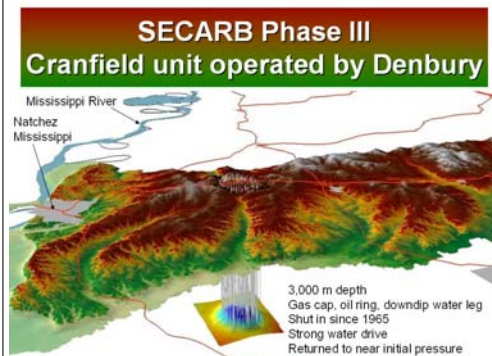 SECARB Phase III
Cranfield unit operated by Denbury
Mississippi River
Natchez
Mississippi
3,000 m depth
Gas cap, oil ring, downdip water leg
Shut in since 1965
Strong water drive
Returned to near initial pressure